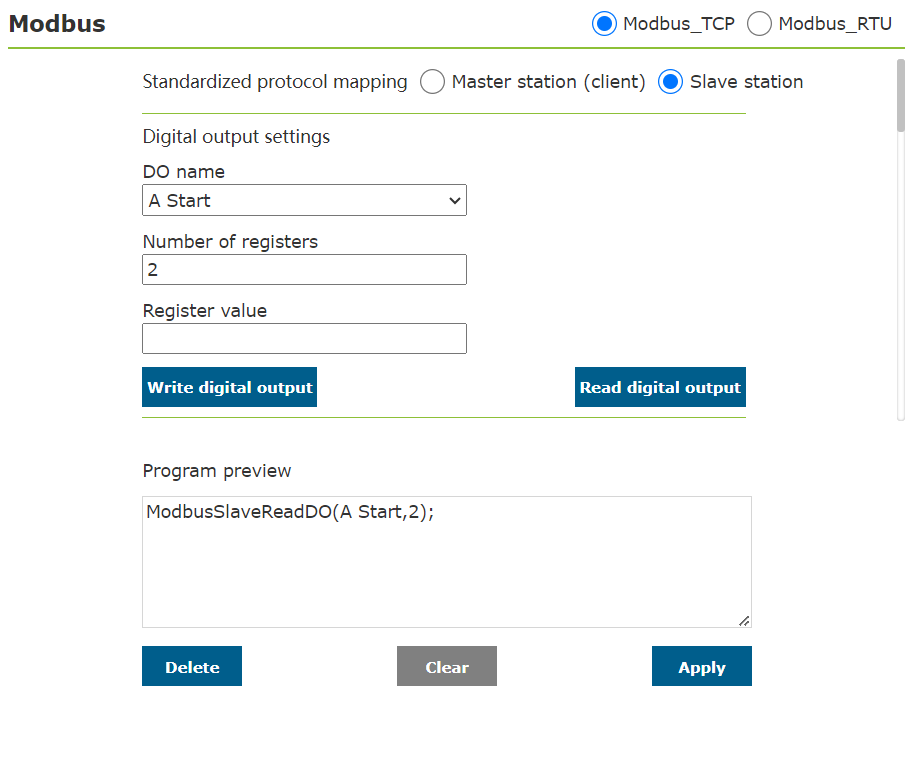 Modbus Modbus_TCP Modbus_RTU
Standardized protocol mapping Master station (client) Slave station
Digital output settings
DO name
A Start
Number of registers
2
Register value
Write digital output Read digital output
Program preview
ModbusSlaveReadDO(A Start,2);
Delete Clear Apply